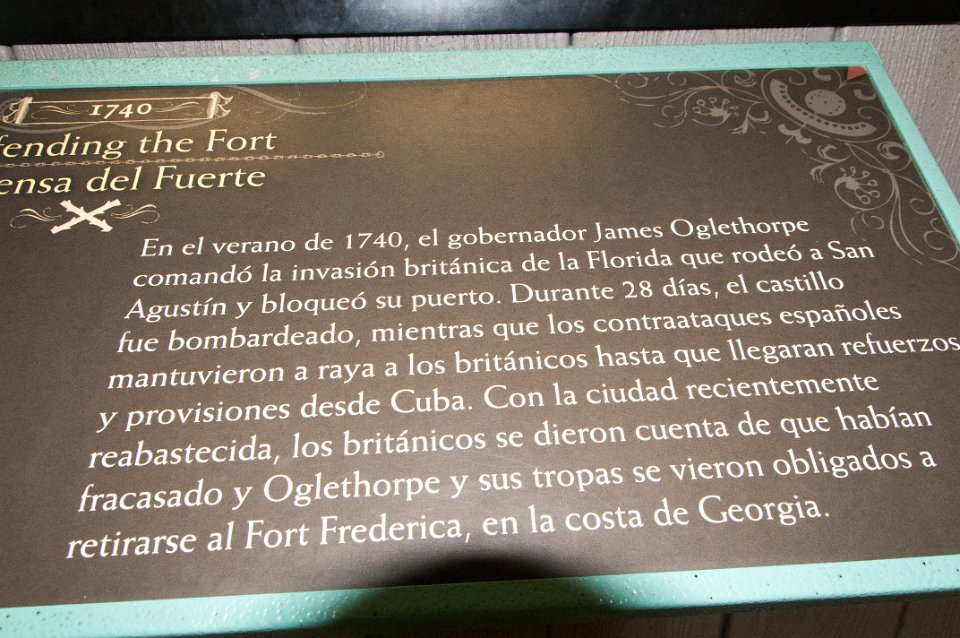 1740
fending the Fort
ensa del Fuerte
En el verano de 1740, el gobernador James Oglethorpe
comandó la invasión británica de la Florida que rodeó a San
Agustín y bloqueó su puerto. Durante 28 días, el castillo
fue bombardeado, mientras que los contraataques españoles
mantuvieron a raya a los británicos hasta que llegaran refuerzos
y provisiones desde Cuba. Con la ciudad recientemente
reabastecida, los británicos se dieron cuenta de que habían
fracasado y Oglethorpe y sus tropas se vieron obligados a
retirarse al Fort Frederica, en la costa de Georgia.